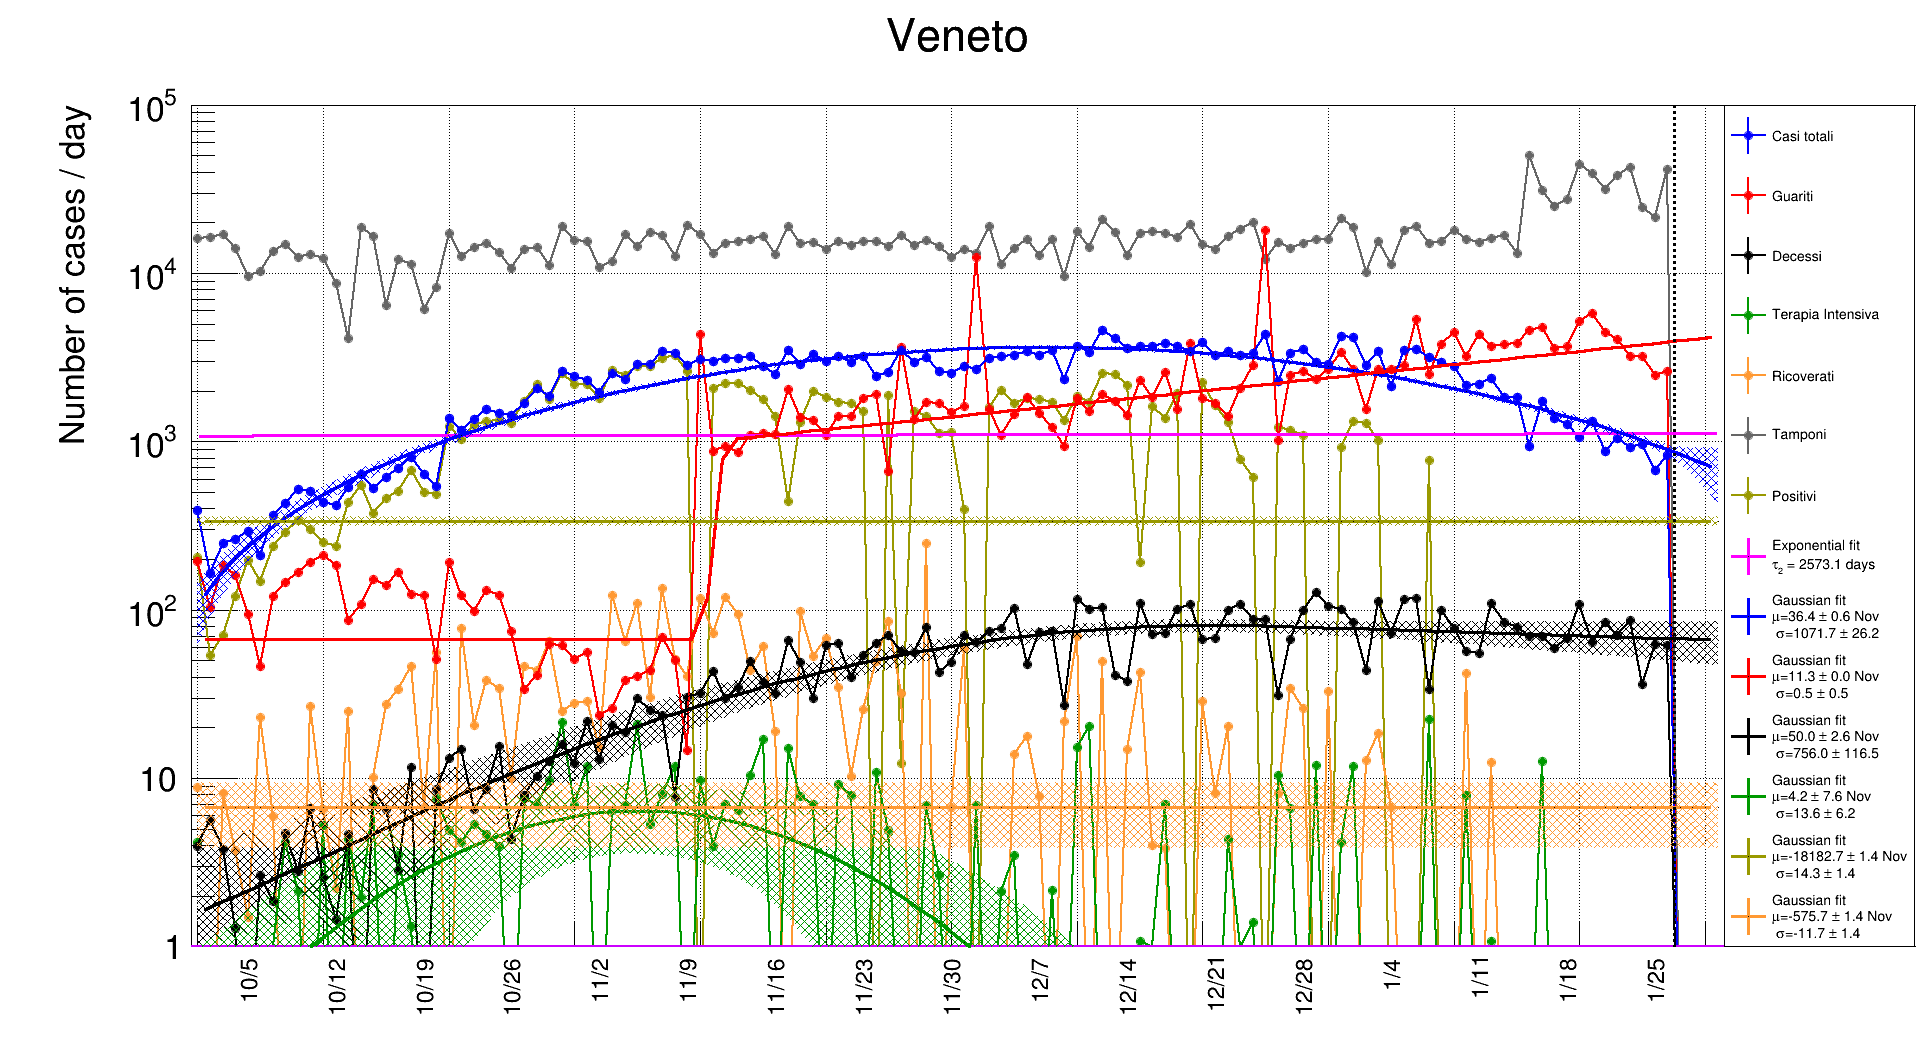 Veneto
Number of cases / day
10^5
10^4
10^3
10^2
10
1
10/5
10/12
10/19
10/26
11/2
11/9
11/16
11/23
11/30
12/7
12/14
12/21
12/28
1/4
1/11
1/18
1/25
Casi totali
Guariti
Decessi
Terapia Intensiva
Ricoverati
Tamponi
Positivi
Exponential fit
τ₂ = 2573.1 days
Gaussian fit
μ=36.4 ± 0.6 Nov
σ=1071.7 ± 26.2
Gaussian fit
μ=11.3 ± 0.0 Nov
σ=0.5 ± 0.5
Gaussian fit
μ=50.0 ± 2.6 Nov
σ=756.0 ± 116.5
Gaussian fit
μ=4.2 ± 7.6 Nov
σ=13.6 ± 6.2
Gaussian fit
μ=-18182.7 ± 1.4 Nov
σ=14.3 ± 1.4
Gaussian fit
μ=-575.7 ± 1.4 Nov
σ=-11.7 ± 1.4